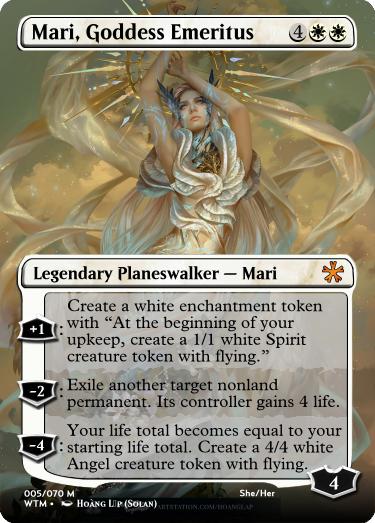 Mari, Goddess Emeritus 4
Legendary Planeswalker — Mari
+1: Create a white enchantment token
with “At the beginning of your
upkeep, create a 1/1 white Spirit
creature token with flying.”
-2: Exile another target nonland
permanent. Its controller gains 4 life.
-4: Your life total becomes equal to your
starting life total. Create a 4/4 white
Angel creature token with flying.
4
005/070 M She/Her
WTM • Hoàng Lập (Solan)